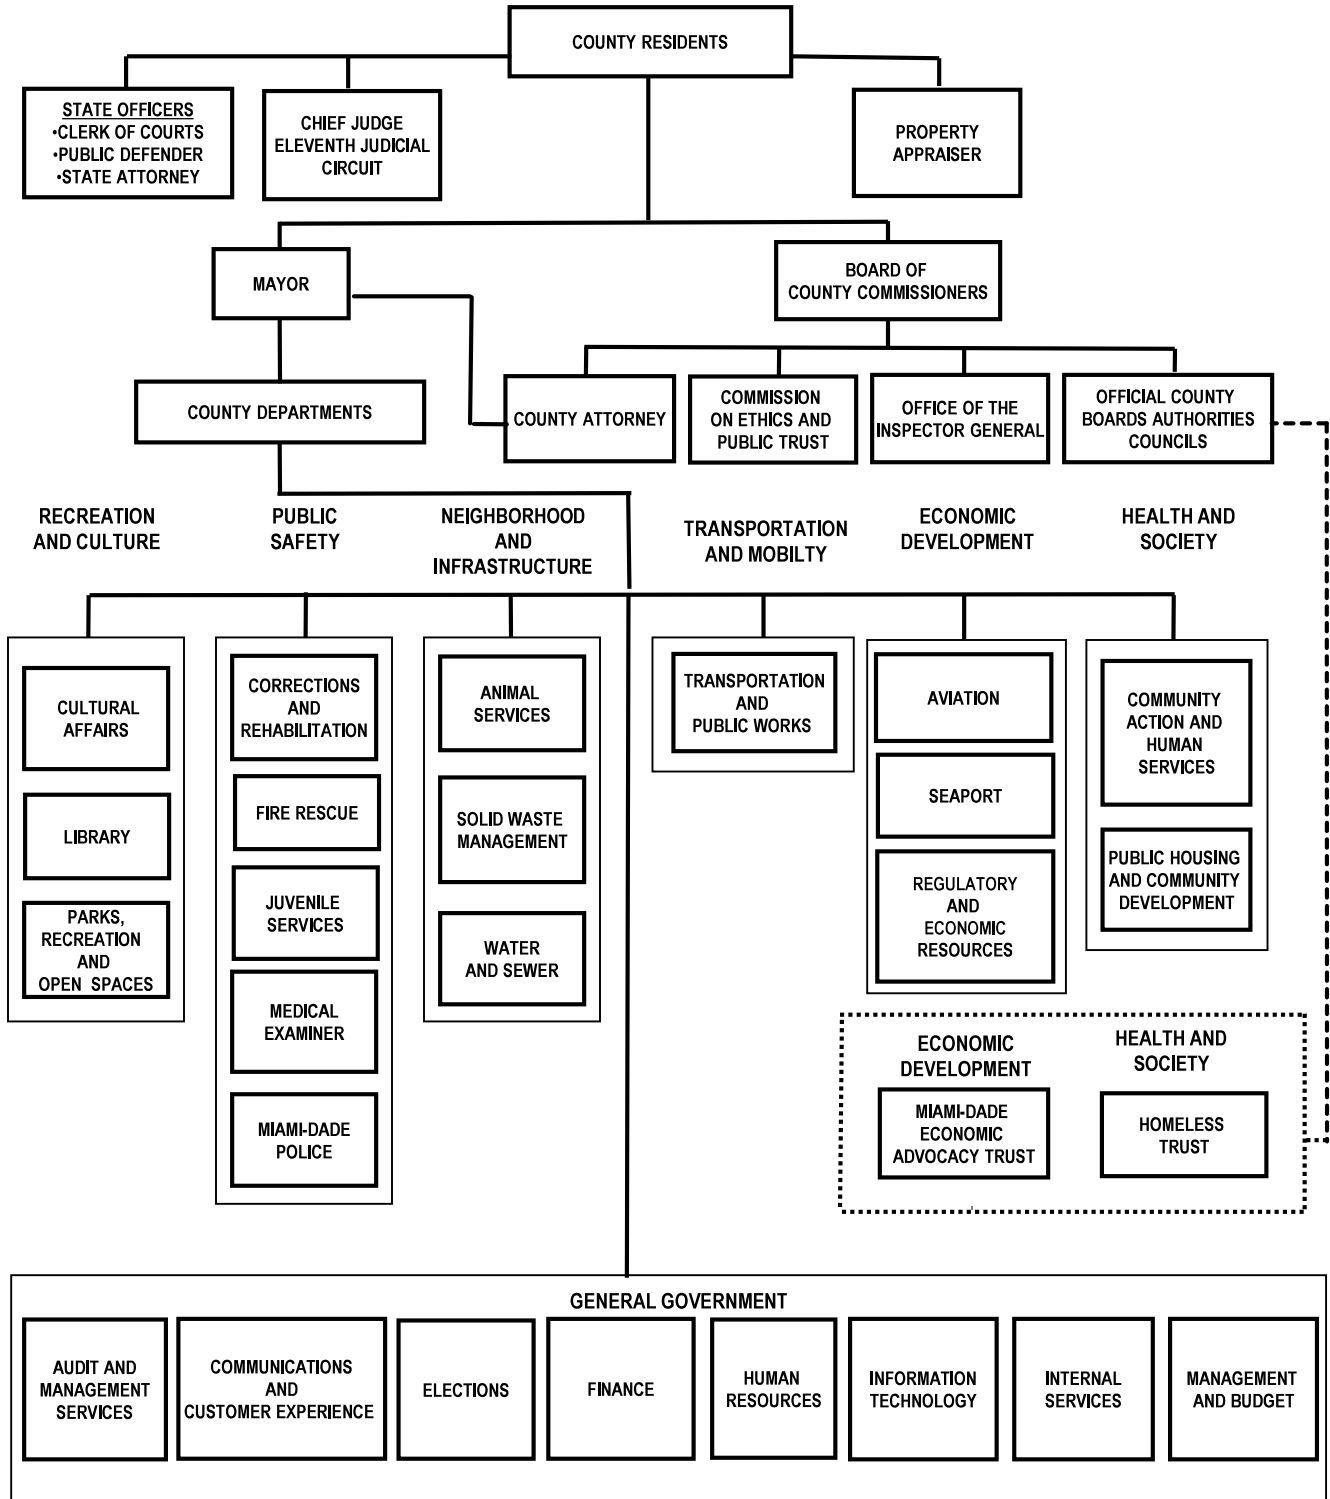 COUNTY RESIDENTS
STATE OFFICERS
•CLERK OF COURTS
•PUBLIC DEFENDER
•STATE ATTORNEY
CHIEF JUDGE
ELEVENTH JUDICIAL
CIRCUIT
PROPERTY
APPRAISER
MAYOR
BOARD OF
COUNTY COMMISSIONERS
COUNTY DEPARTMENTS
COUNTY ATTORNEY
COMMISSION
ON ETHICS AND
PUBLIC TRUST
OFFICE OF THE
INSPECTOR GENERAL
OFFICIAL COUNTY
BOARDS AUTHORITIES
COUNCILS
RECREATION
AND CULTURE
PUBLIC
SAFETY
NEIGHBORHOOD
AND
INFRASTRUCTURE
TRANSPORTATION
AND MOBILTY
ECONOMIC
DEVELOPMENT
HEALTH AND
SOCIETY
CULTURAL
AFFAIRS
LIBRARY
PARKS,
RECREATION
AND
OPEN SPACES
CORRECTIONS
AND
REHABILITATION
FIRE RESCUE
JUVENILE
SERVICES
MEDICAL
EXAMINER
MIAMI-DADE
POLICE
ANIMAL
SERVICES
SOLID WASTE
MANAGEMENT
WATER
AND SEWER
TRANSPORTATION
AND
PUBLIC WORKS
AVIATION
SEAPORT
REGULATORY
AND
ECONOMIC
RESOURCES
COMMUNITY
ACTION AND
HUMAN
SERVICES
PUBLIC HOUSING
AND COMMUNITY
DEVELOPMENT
ECONOMIC
DEVELOPMENT
MIAMI-DADE
ECONOMIC
ADVOCACY TRUST
HEALTH AND
SOCIETY
HOMELESS
TRUST
GENERAL GOVERNMENT
AUDIT AND
MANAGEMENT
SERVICES
COMMUNICATIONS
AND
CUSTOMER EXPERIENCE
ELECTIONS
FINANCE
HUMAN
RESOURCES
INFORMATION
TECHNOLOGY
INTERNAL
SERVICES
MANAGEMENT
AND BUDGET